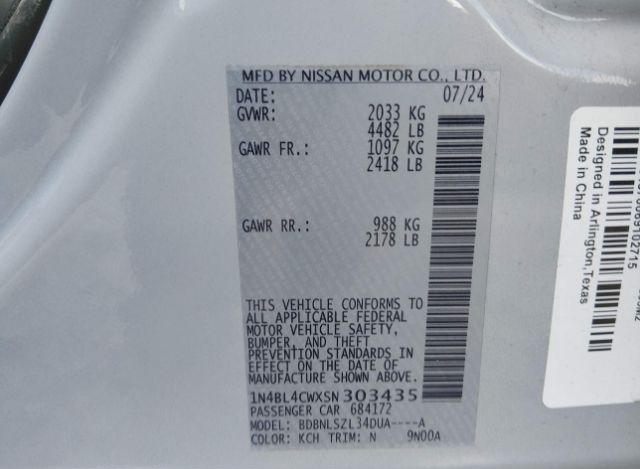 MFD BY NISSAN MOTOR CO., LTD.
DATE: 07/24
GVWR: 2033 KG
4482 LB
GAWR FR.: 1097 KG
2418 LB
GAWR RR.: 988 KG
2178 LB
THIS VEHICLE CONFORMS TO
ALL APPLICABLE FEDERAL
MOTOR VEHICLE SAFETY,
BUMPER, AND THEFT
PREVENTION STANDARDS IN
EFFECT ON THE DATE OF
MANUFACTURE SHOWN ABOVE.
1N4BL4CWXSN303435
PASSENGER CAR 684172
MODEL: BDBNLSZL34DUA----A
COLOR: KCH TRIM: N 9N00A
Designed in Arlington,Texas
Made in China